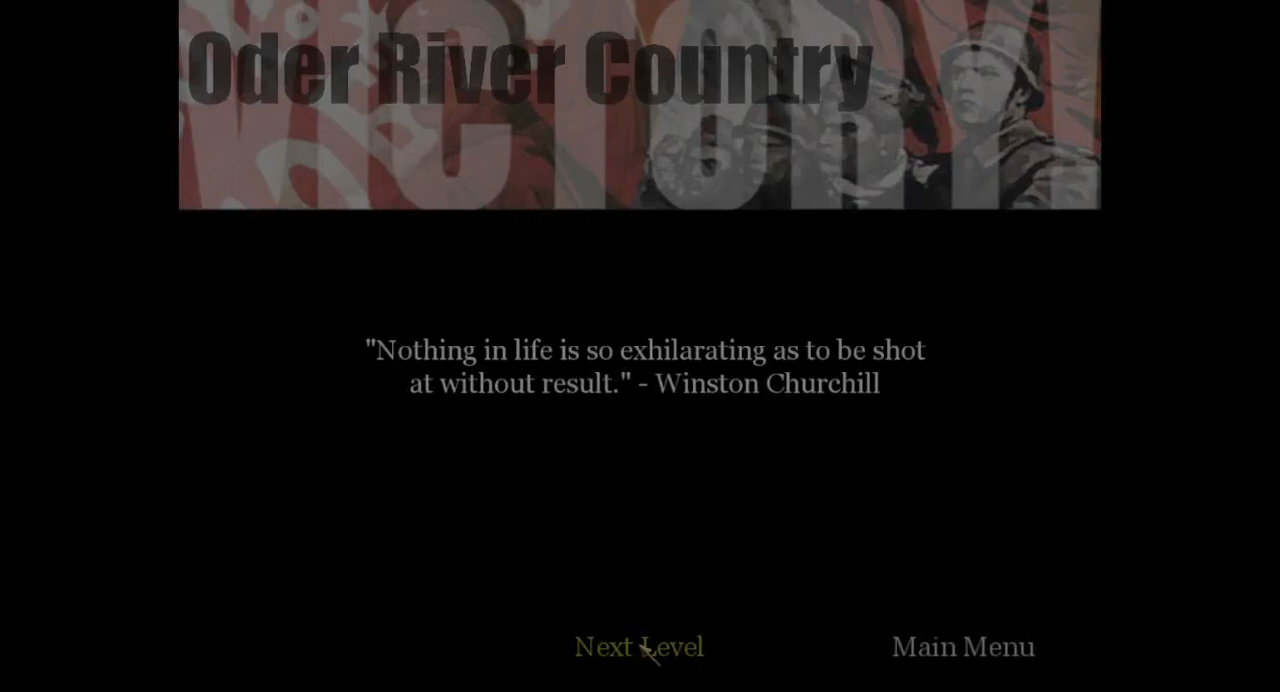 VICTORY
Oder River Country
"Nothing in life is so exhilarating as to be shot
at without result." - Winston Churchill
Next Level
Main Menu